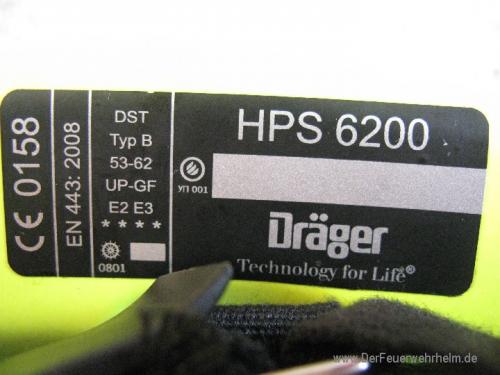 CE 0158
EN 443: 2008
DST
Typ B
53-62
UP-GF
E2 E3
* * * *
0801
HPS 6200
УП 001
Dräger
Technology for Life®
www.DerFeuerwehrhelm.de